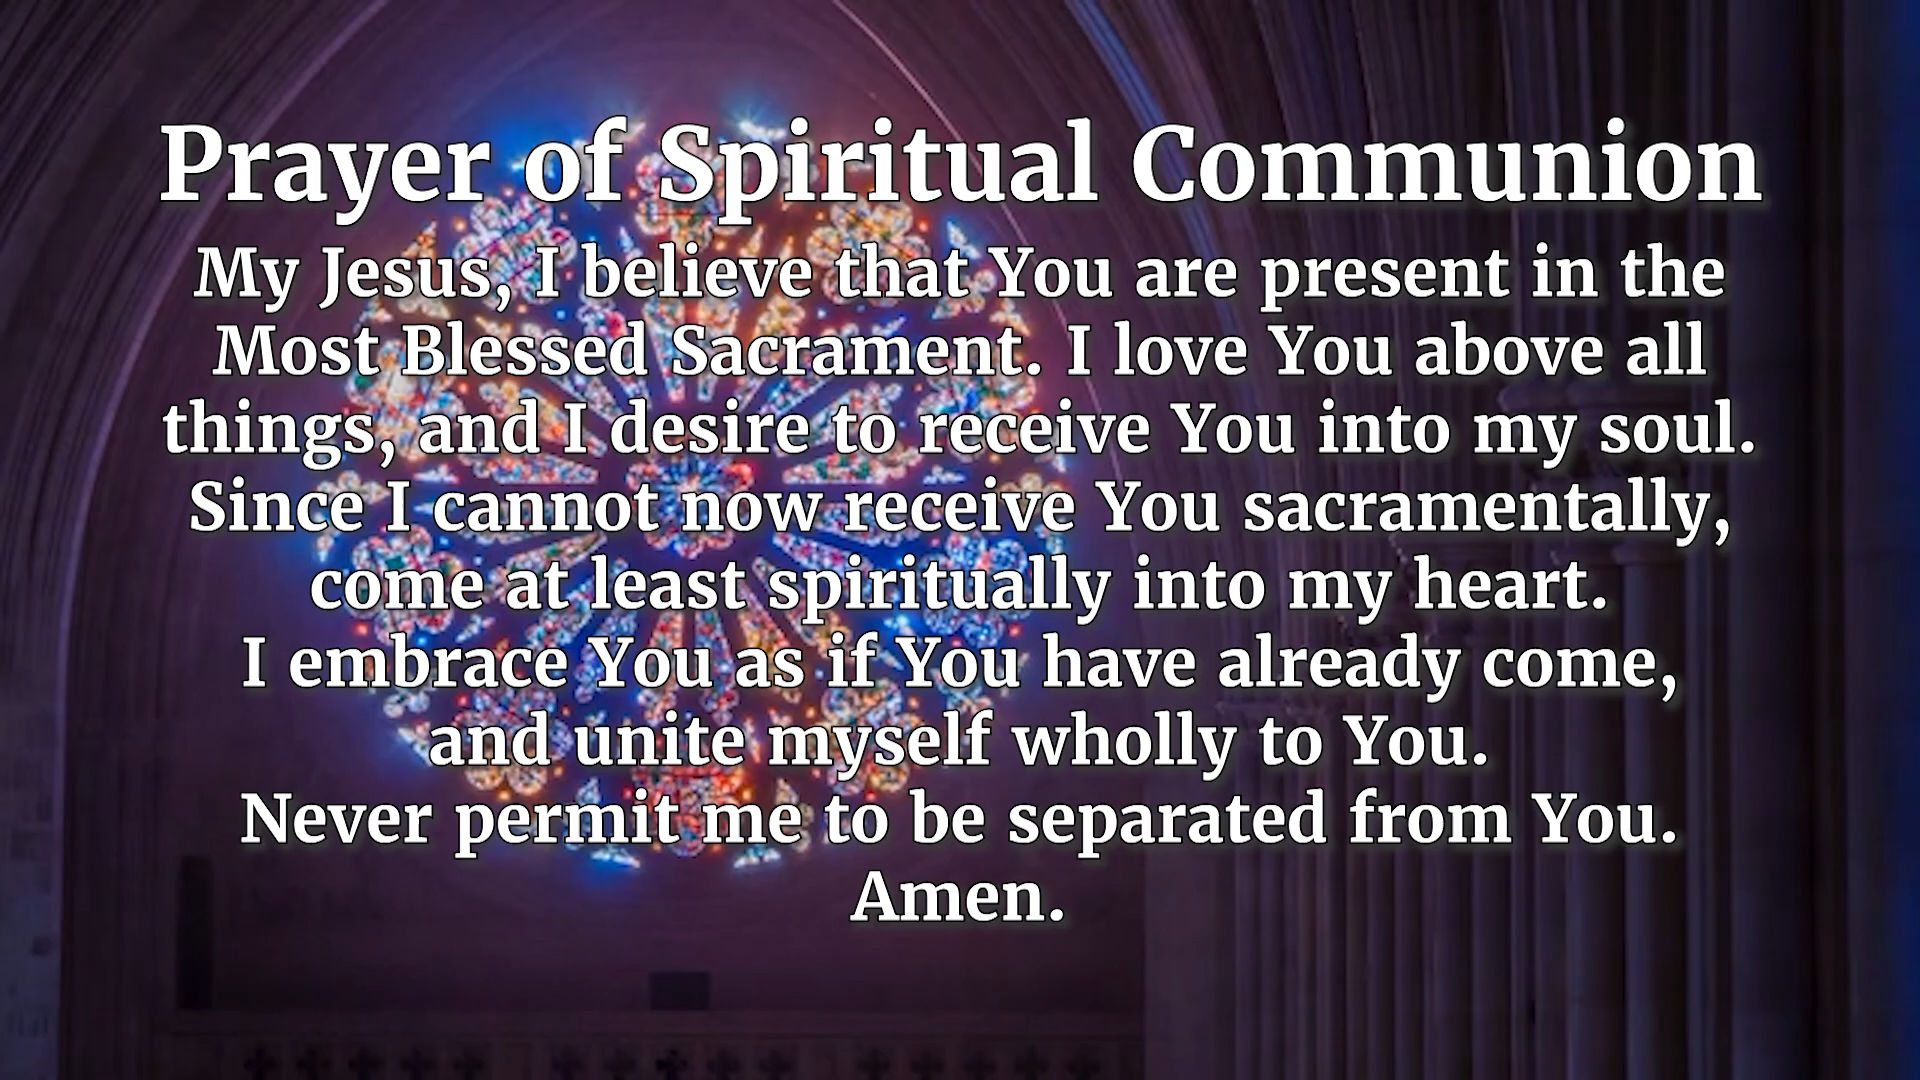 Prayer of Spiritual Communion
My Jesus, I believe that You are present in the
Most Blessed Sacrament. I love You above all
things, and I desire to receive You into my soul.
Since I cannot now receive You sacramentally,
come at least spiritually into my heart.
I embrace You as if You have already come,
and unite myself wholly to You.
Never permit me to be separated from You.
Amen.